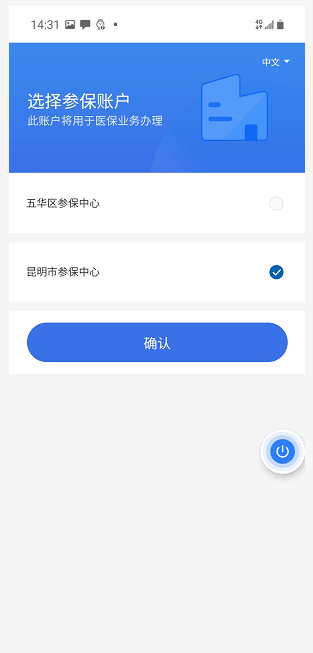 14:31
4G
中文
选择参保账户
此账户将用于医保业务办理
五华区参保中心
昆明市参保中心
确认